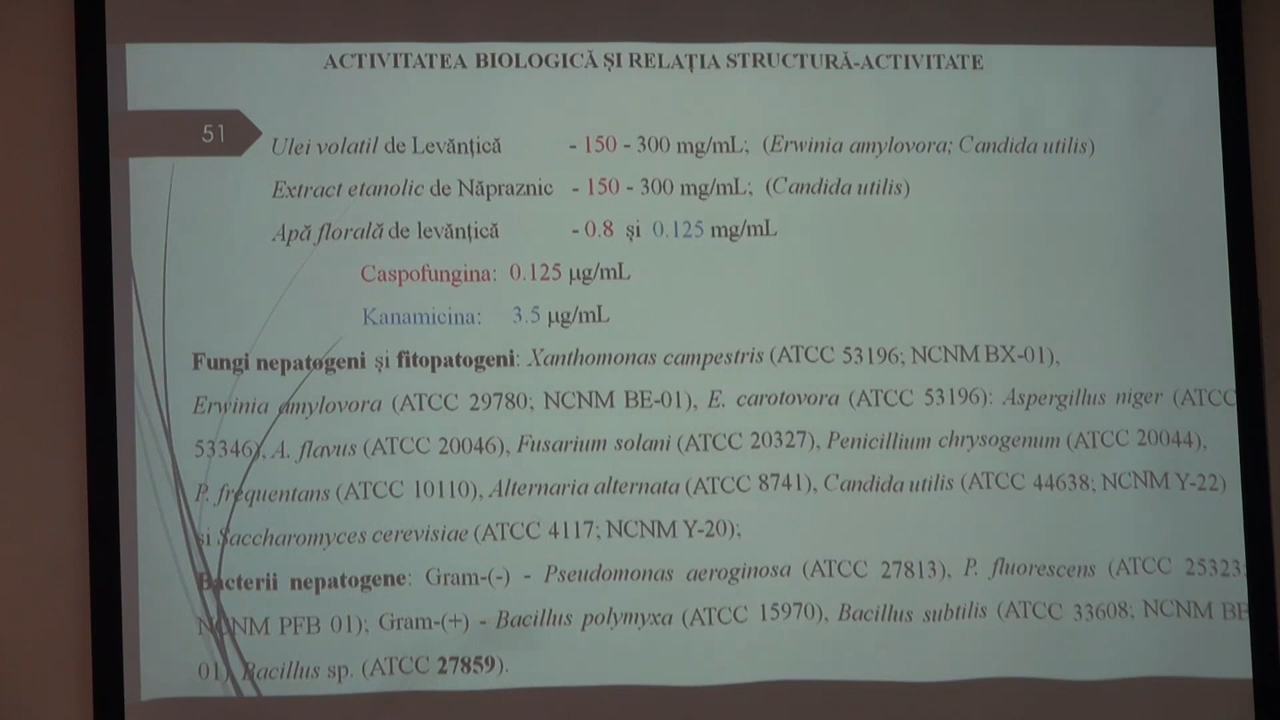 ACTIVITATEA BIOLOGICĂ ȘI RELAȚIA STRUCTURĂ-ACTIVITATE
51
Ulei volatil de Levănțică - 150 - 300 mg/mL; (Erwinia amylovora; Candida utilis)
Extract etanolic de Năpraznic - 150 - 300 mg/mL; (Candida utilis)
Apă florală de levănțică - 0.8 și 0.125 mg/mL
Caspofungina: 0.125 µg/mL
Kanamicina: 3.5 µg/mL
Fungi nepatogeni și fitopatogeni: Xanthomonas campestris (ATCC 53196; NCNM BX-01),
Erwinia amylovora (ATCC 29780; NCNM BE-01), E. carotovora (ATCC 53196): Aspergillus niger (ATCC
53346), A. flavus (ATCC 20046), Fusarium solani (ATCC 20327), Penicillium chrysogenum (ATCC 20044),
P. frequentans (ATCC 10110), Alternaria alternata (ATCC 8741), Candida utilis (ATCC 44638; NCNM Y-22)
și Saccharomyces cerevisiae (ATCC 4117; NCNM Y-20);
Bacterii nepatogene: Gram-(-) - Pseudomonas aeroginosa (ATCC 27813), P. fluorescens (ATCC 25323;
NCNM PFB 01); Gram-(+) - Bacillus polymyxa (ATCC 15970), Bacillus subtilis (ATCC 33608; NCNM BB
01), Bacillus sp. (ATCC 27859).